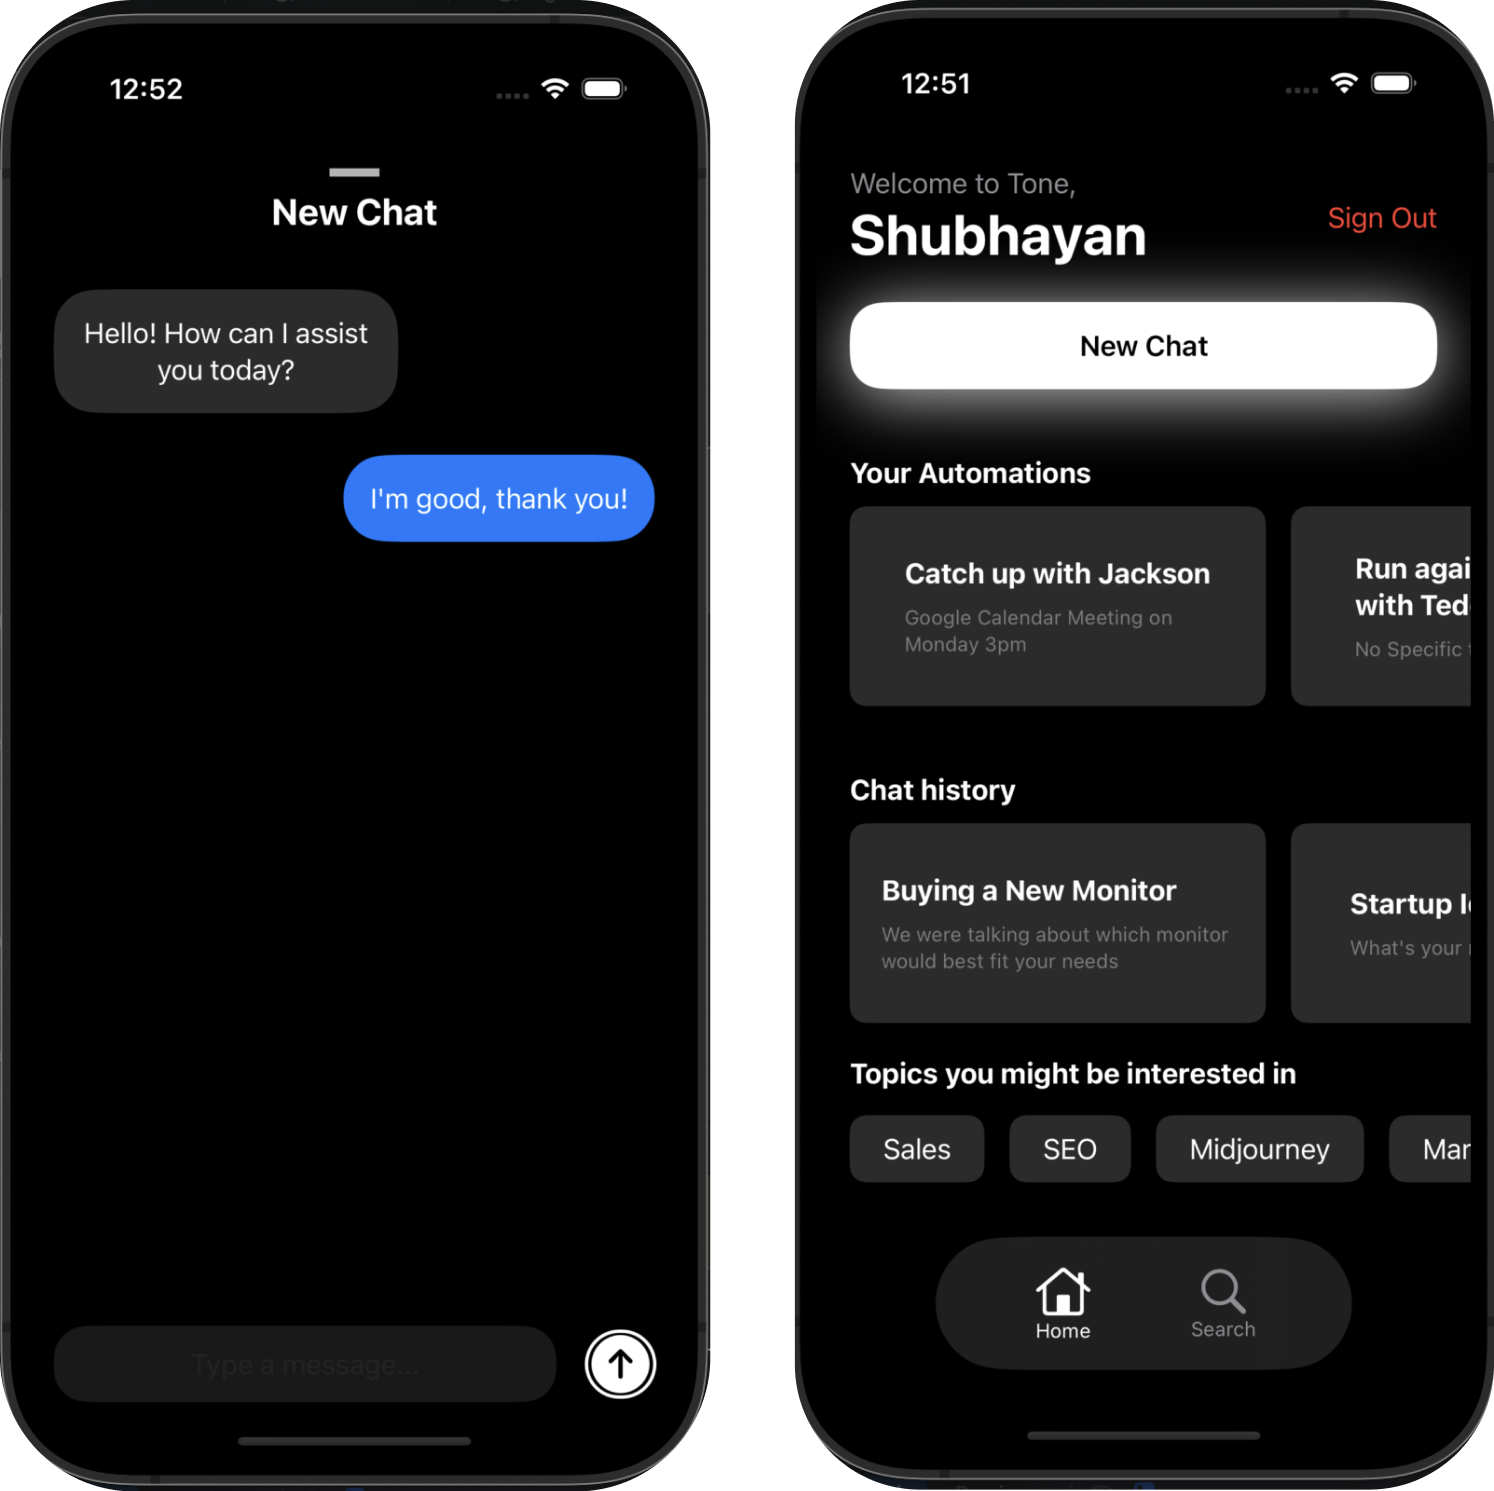 12:52
New Chat
Hello! How can I assist
you today?
I'm good, thank you!
Type a message...
12:51
Welcome to Tone,
Shubhayan
Sign Out
New Chat
Your Automations
Catch up with Jackson
Google Calendar Meeting on
Monday 3pm
Run agai
with Ted
No Specific
Chat history
Buying a New Monitor
We were talking about which monitor
would best fit your needs
Startup
What's your
Topics you might be interested in
Sales
SEO
Midjourney
Mar
Home
Search